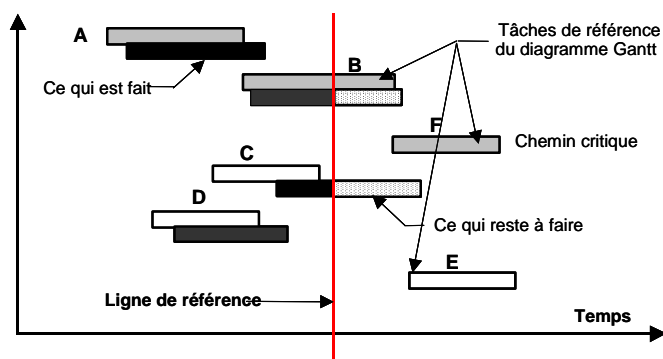 A
Tâches de référence
du diagramme Gantt
Ce qui est fait
B
F
Chemin critique
C
D
Ce qui reste à faire
E
Ligne de référence
Temps